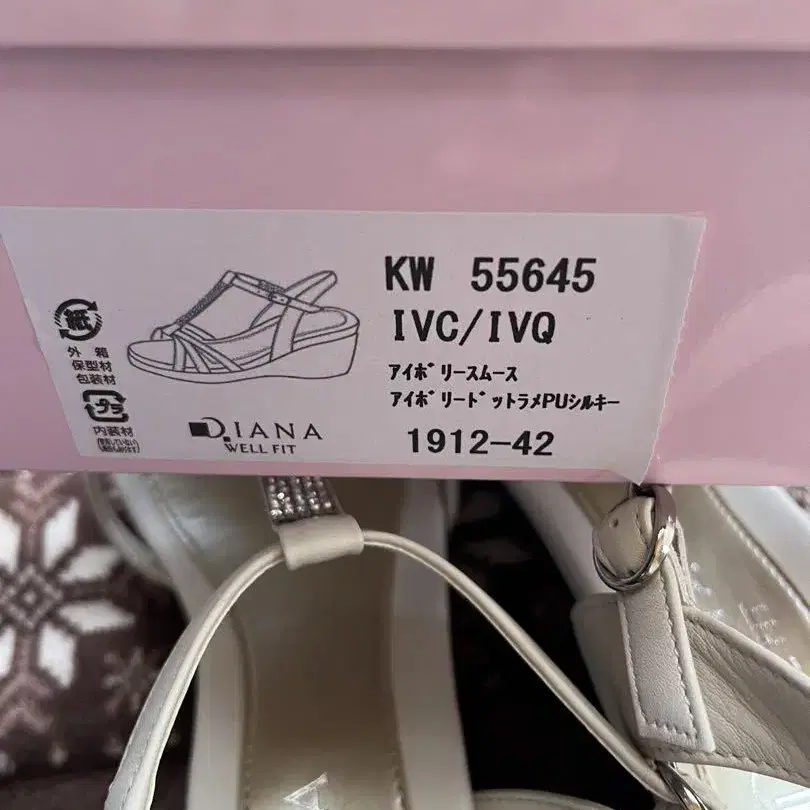 KW 55645
IVC/IVQ
アイボリースムース
アイボリードットラメPUシルキー
1912-42
紙
外箱
保型材
包装材
プラ
内装材
DIANA
WELL FIT